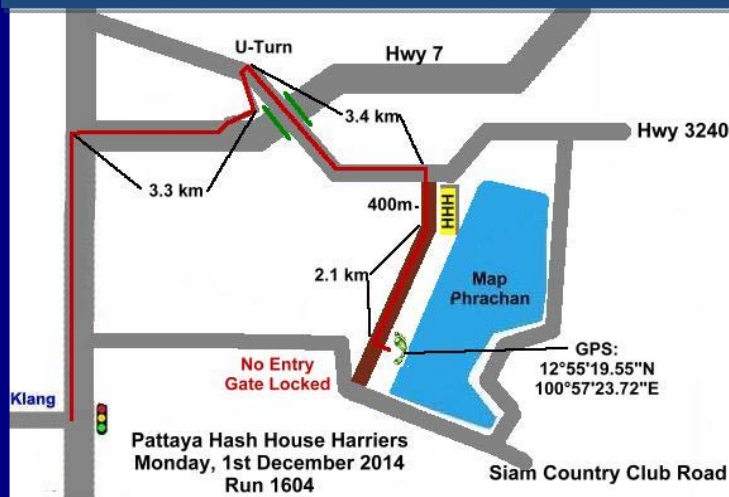 U-Turn
Hwy 7
3.4 km
Hwy 3240
3.3 km
400m
HHH
2.1 km
Map
Phrachan
No Entry
Gate Locked
GPS:
12°55'19.55"N
100°57'23.72"E
Klang
Pattaya Hash House Harriers
Monday, 1st December 2014
Run 1604
Siam Country Club Road